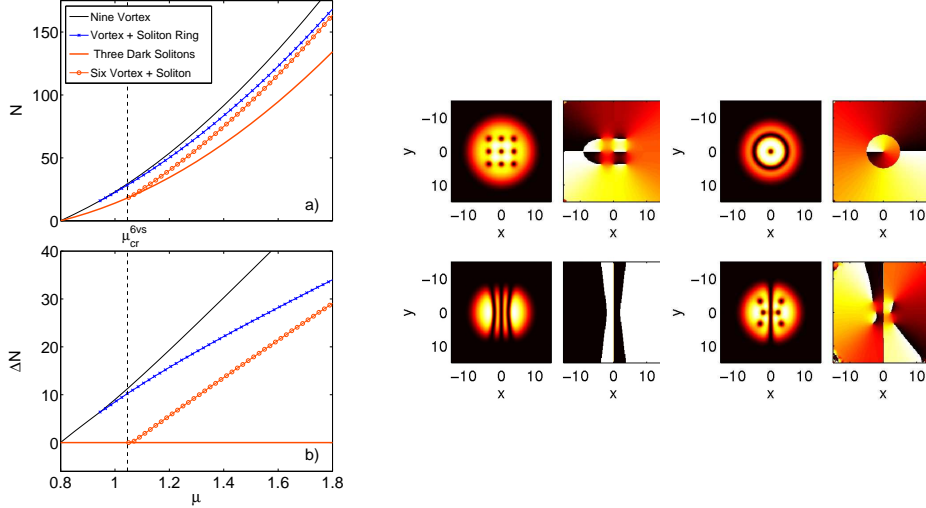 Nine Vortex
Vortex + Soliton Ring
Three Dark Solitons
Six Vortex + Soliton
150
100
50
0
N
a)
μ_cr^6vs
40
30
20
10
0
ΔN
b)
0.8 1 1.2 1.4 1.6 1.8
μ
-10
0
10
y
-10 0 10
x
-10 0 10
x
-10
0
10
y
-10 0 10
x
-10 0 10
x
-10
0
10
y
-10 0 10
x
-10 0 10
x
-10
0
10
y
-10 0 10
x
-10 0 10
x